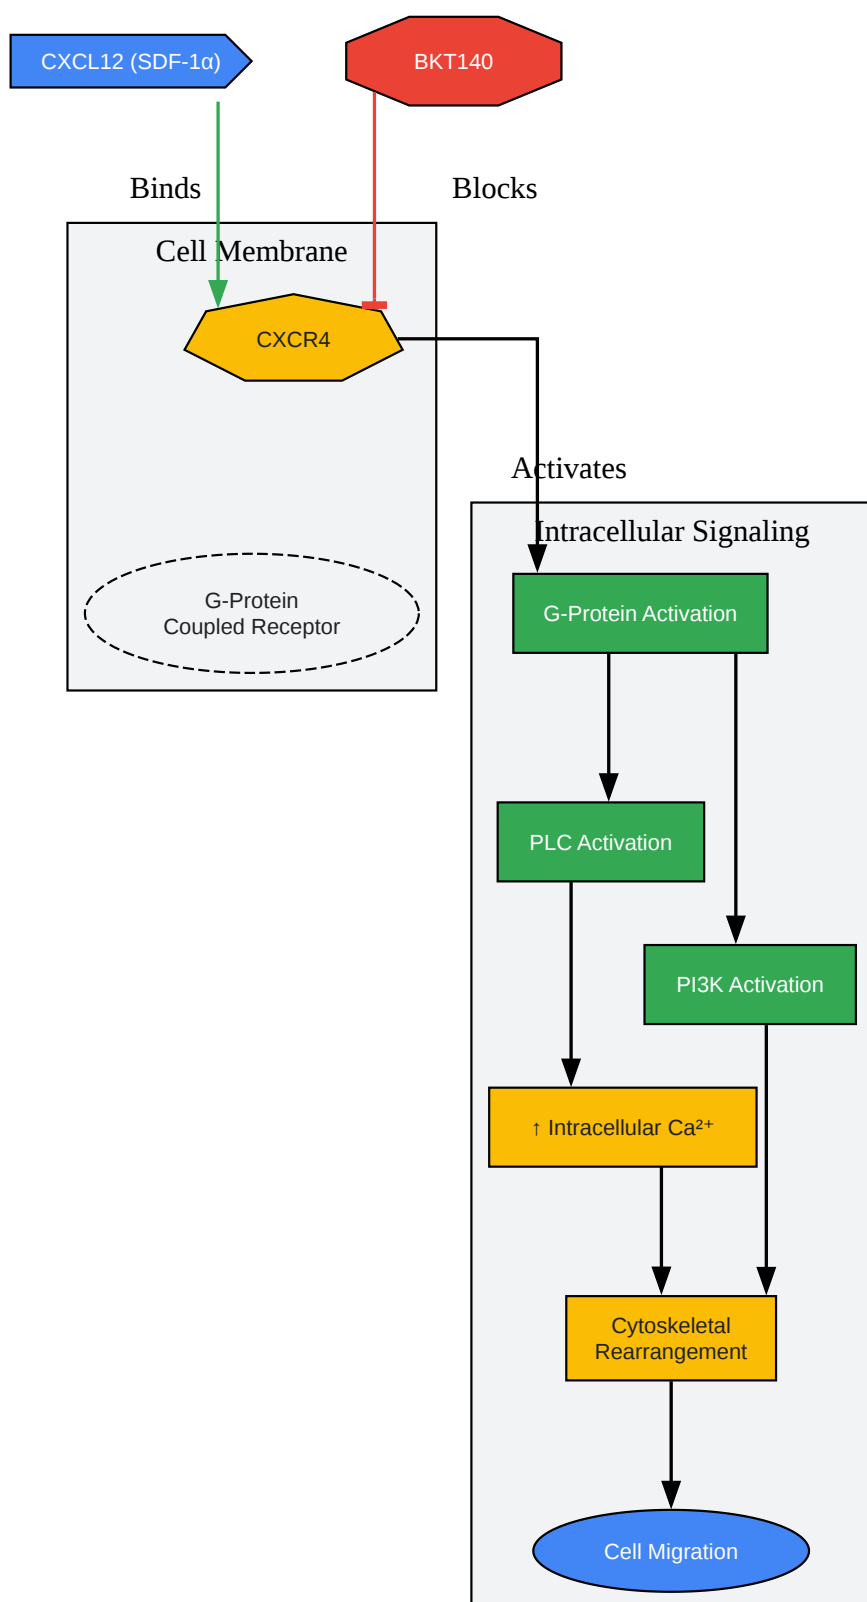 CXCL12 (SDF-1α)
BKT140
Binds
Blocks
Cell Membrane
CXCR4
Activates
Intracellular Signaling
G-Protein
Coupled Receptor
G-Protein Activation
PLC Activation
PI3K Activation
↑ Intracellular Ca²⁺
Cytoskeletal
Rearrangement
Cell Migration